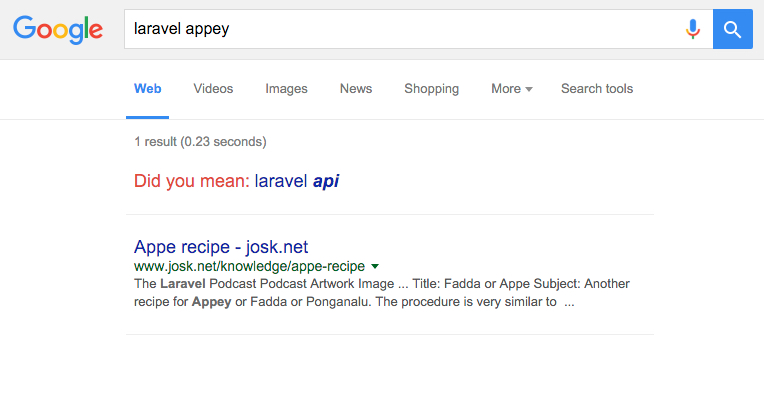 Google laravel appey
Web Videos Images News Shopping More Search tools
1 result (0.23 seconds)
Did you mean: laravel api
Appe recipe - josk.net
www.josk.net/knowledge/appe-recipe
The Laravel Podcast Podcast Artwork Image ... Title: Fadda or Appe Subject: Another
recipe for Appey or Fadda or Ponganalu. The procedure is very similar to ...